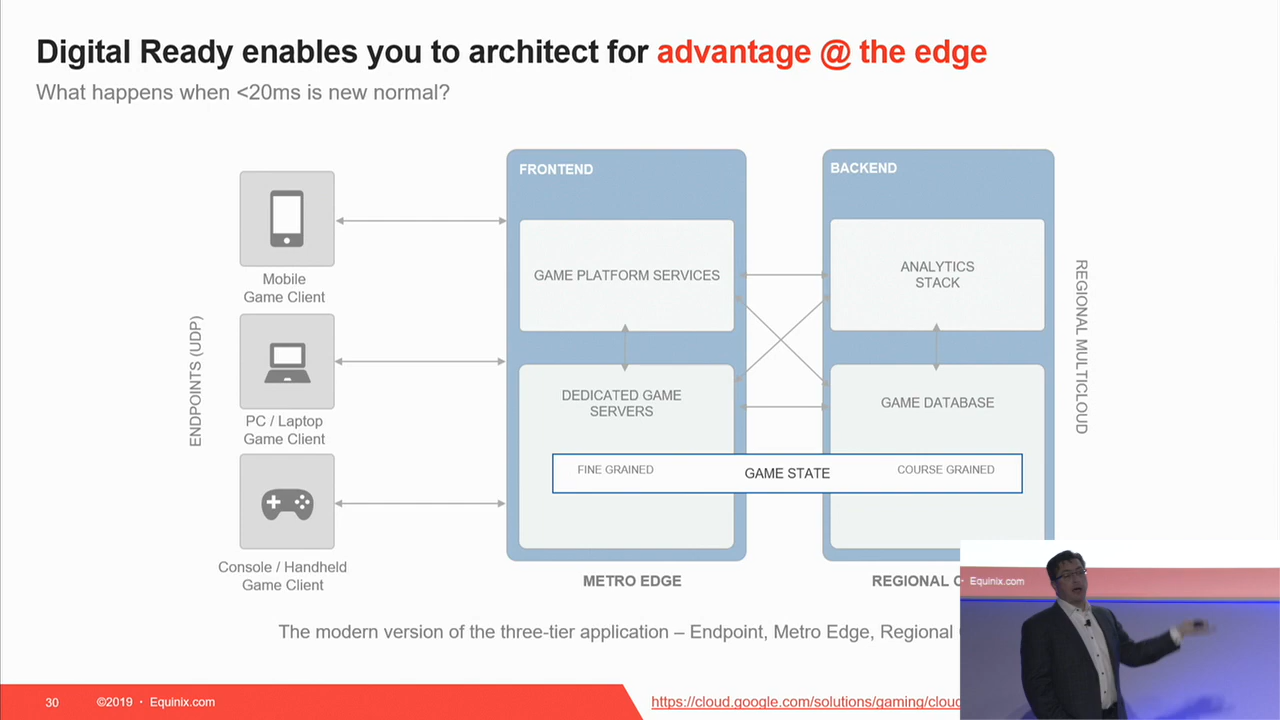 Digital Ready enables you to architect for advantage @ the edge
What happens when <20ms is new normal?
ENDPOINTS (UDP)
Mobile
Game Client
PC / Laptop
Game Client
Console / Handheld
Game Client
FRONTEND
GAME PLATFORM SERVICES
DEDICATED GAME
SERVERS
BACKEND
ANALYTICS
STACK
GAME DATABASE
FINE GRAINED
GAME STATE
COURSE GRAINED
REGIONAL MULTICLOUD
METRO EDGE
REGIONAL
The modern version of the three-tier application – Endpoint, Metro Edge, Regional
30
©2019 · Equinix.com
https://cloud.google.com/solutions/gaming/cloud
Equinix.com